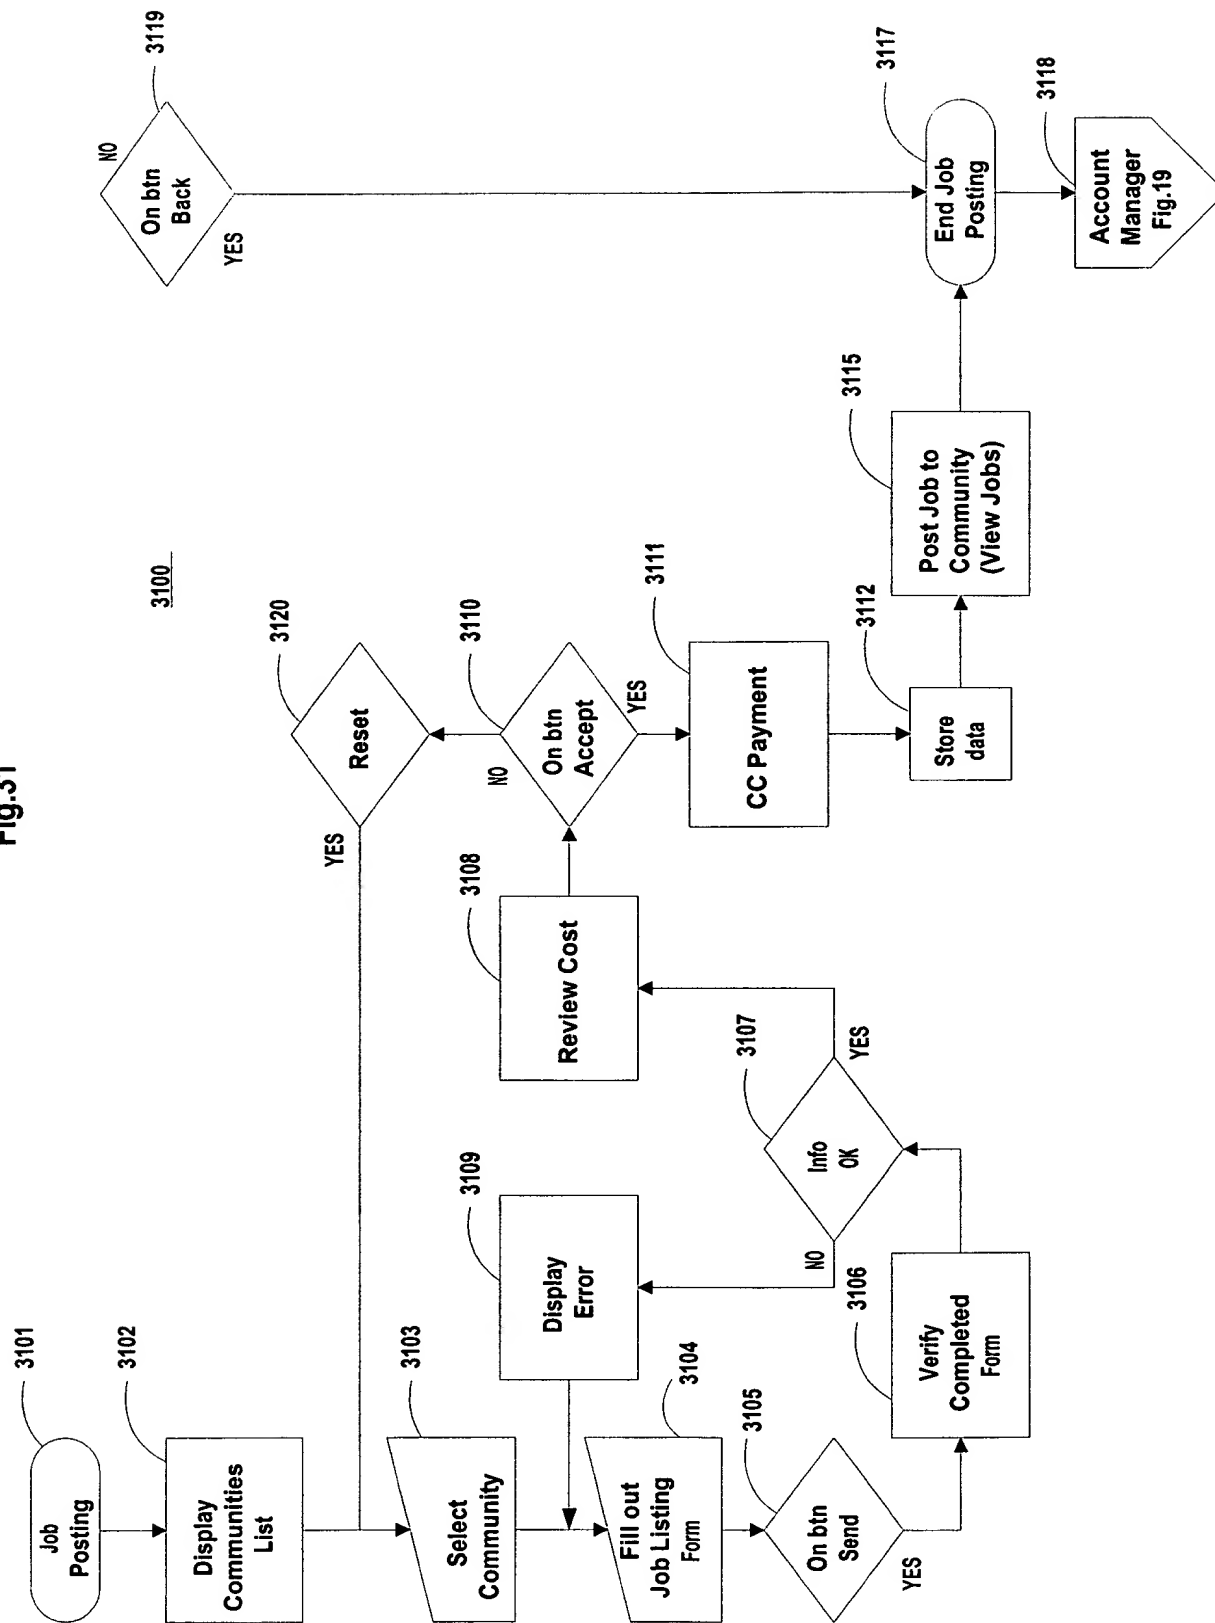 Fig.31
3100
3101
Job
Posting
3102
Display
Communities
List
3103
Select
Community
3104
Fill out
Job Listing
Form
3105
On btn
Send
YES
3106
Verify
Completed
Form
3107
Info
OK
NO
YES
3109
Display
Error
3108
Review Cost
3110
On btn
Accept
NO
YES
3120
Reset
YES
3111
CC Payment
3112
Store
data
3115
Post Job to
Community
(View Jobs)
3119
On btn
Back
NO
YES
3117
End Job
Posting
3118
Account
Manager
Fig.19